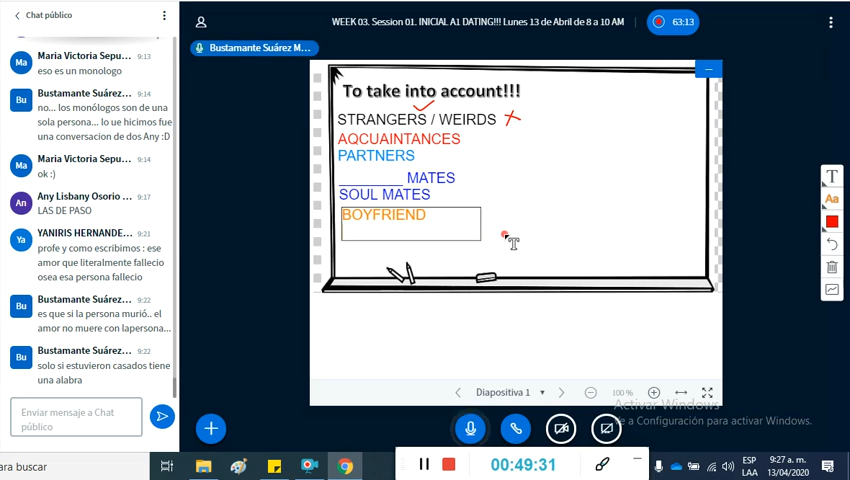 Chat público
WEEK 03. Session 01. INICIAL A1 DATING!!! Lunes 13 de Abril de 8 a 10 AM
63:13
Bustamante Suárez M...
Ma
Maria Victoria Sepu...
9:13
eso es un monologo
Bu
Bustamante Suárez...
9:14
no... los monólogos son de una
sola persona... lo ue hicimos fue
una conversacion de dos Any :D
Ma
Maria Victoria Sepu...
9:14
ok :)
An
Any Lisbany Osorio ...
9:17
LAS DE PASO
Ya
YANIRIS HERNANDE...
9:21
profe y como escribimos : ese
amor que literalmente fallecio
osea esa persona fallecio
Bu
Bustamante Suárez...
9:22
es que si la persona murió.. el
amor no muere con lapersona...
Bu
Bustamante Suárez...
9:22
solo si estuvieron casados tiene
una alabra
Enviar mensaje a Chat
público
To take into account!!!
STRANGERS / WEIRDS
AQCUAINTANCES
PARTNERS
_______ MATES
SOUL MATES
BOYFRIEND
T
T
Aa
Diapositiva 1
100 %
Activar Windows
Ve a Configuración para activar Windows.
ara buscar
00:49:31
ESP
LAA
9:27 a. m.
13/04/2020